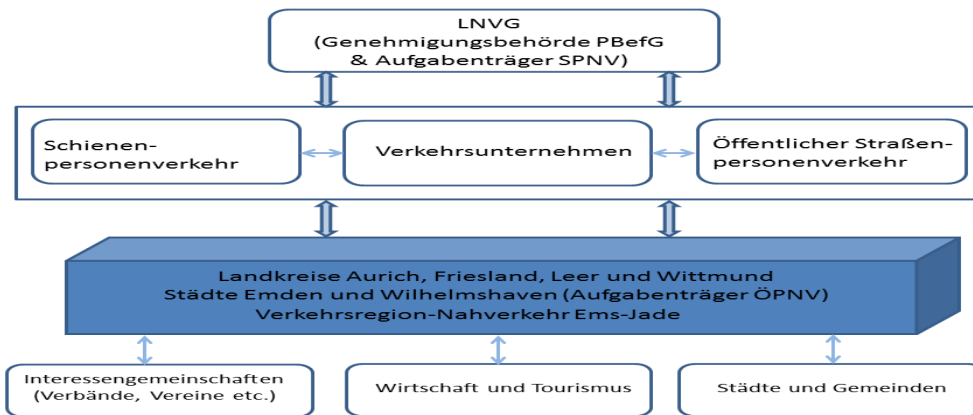 LNVG
(Genehmigungsbehörde PBefG
& Aufgabenträger SPNV)
Schienen-
personenverkehr
Verkehrsunternehmen
Öffentlicher Straßen-
personenverkehr
Landkreise Aurich, Friesland, Leer und Wittmund
Städte Emden und Wilhelmshaven (Aufgabenträger ÖPNV)
Verkehrsregion-Nahverkehr Ems-Jade
Interessengemeinschaften
(Verbände, Vereine etc.)
Wirtschaft und Tourismus
Städte und Gemeinden